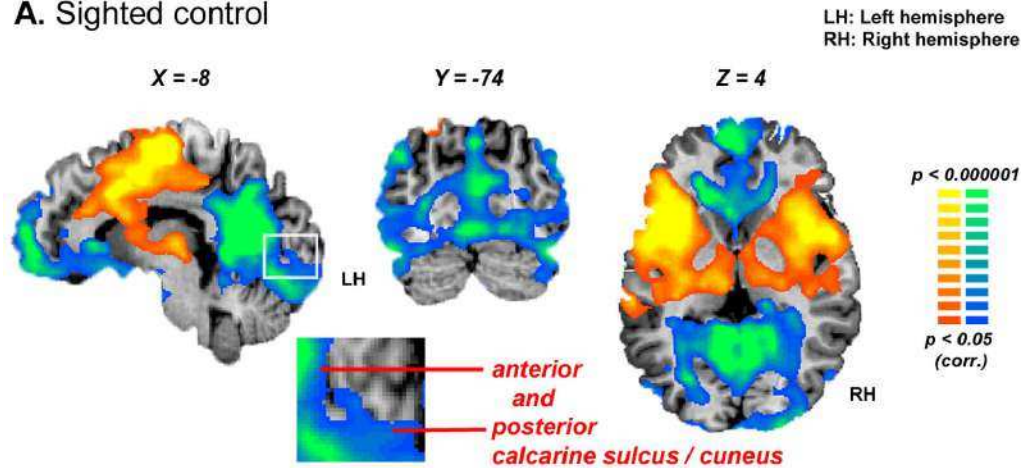 A. Sighted control
LH: Left hemisphere
RH: Right hemisphere
X = -8
Y = -74
Z = 4
p < 0.000001
LH
p < 0.05
(corr.)
anterior
and
posterior
calcarine sulcus / cuneus
RH